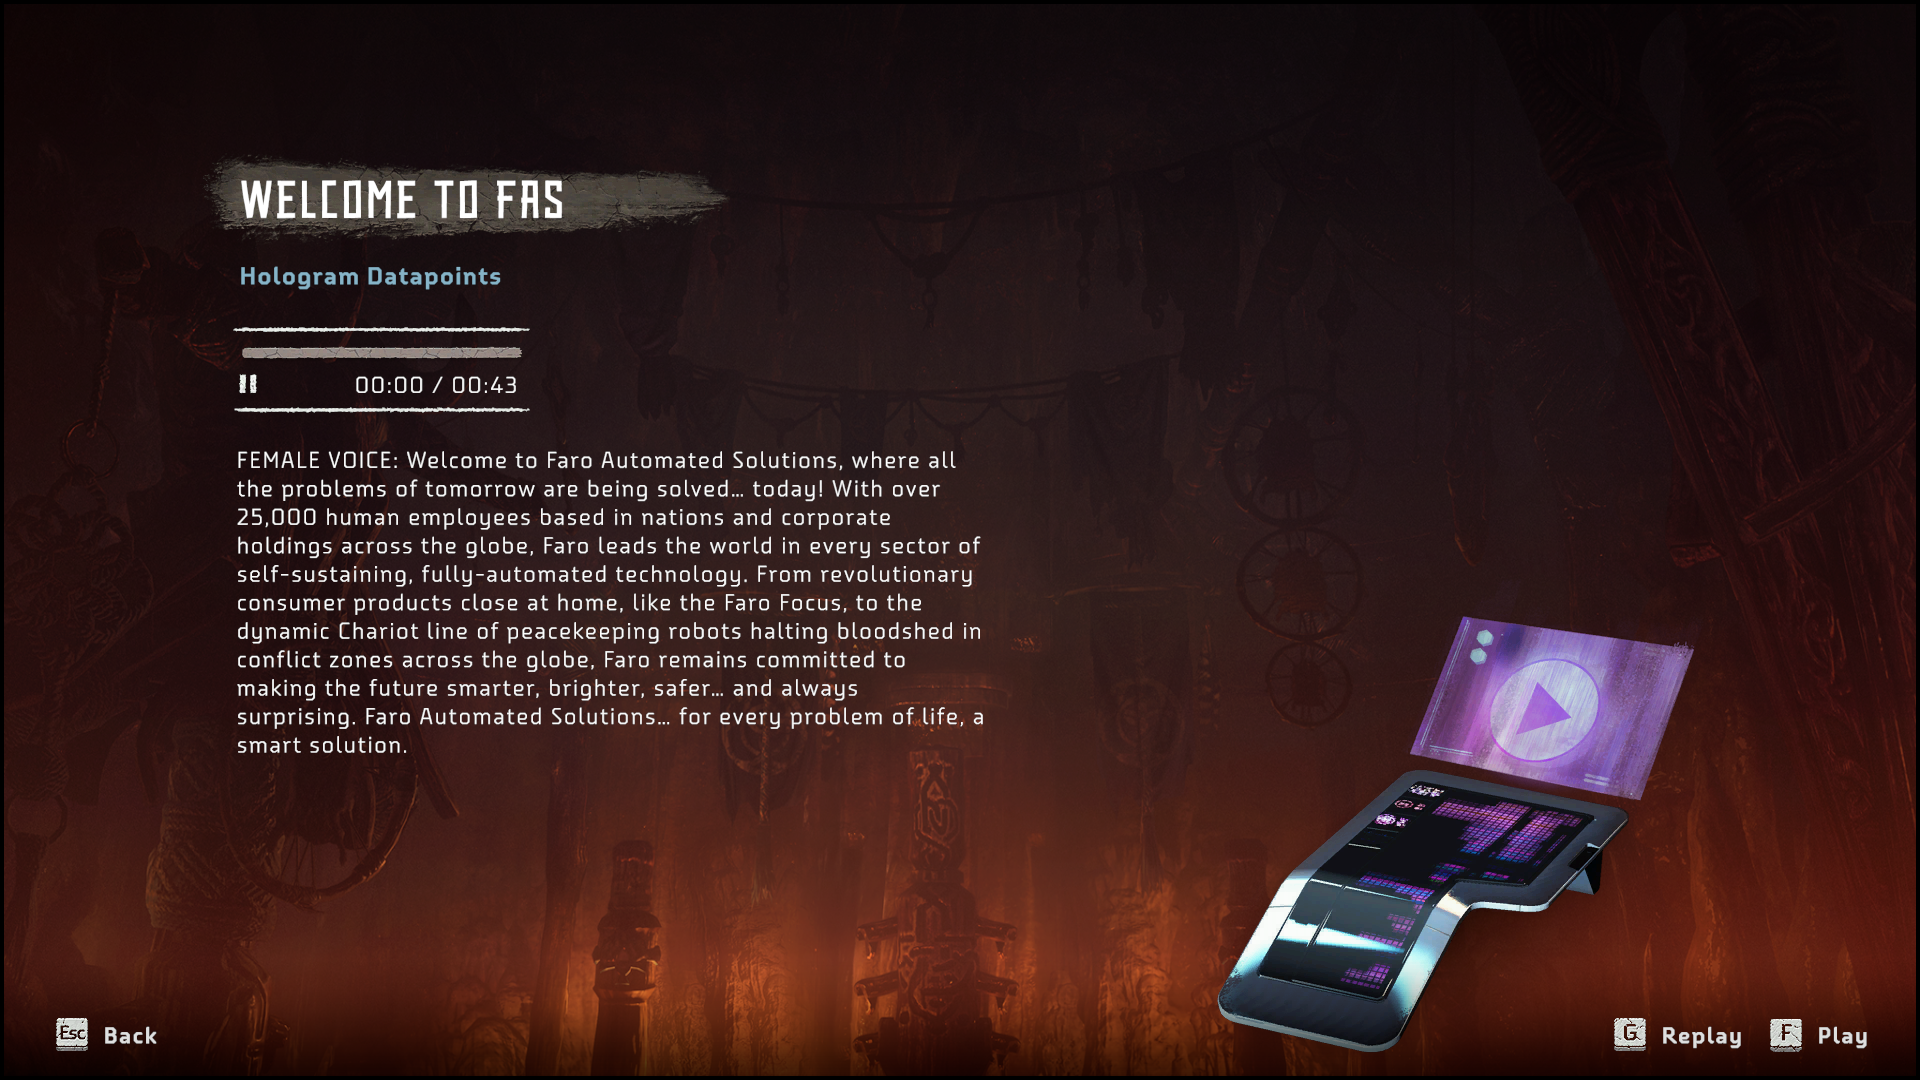 WELCOME TO FAS
Hologram Datapoints
00:00 / 00:43
FEMALE VOICE: Welcome to Faro Automated Solutions, where all
the problems of tomorrow are being solved... today! With over
25,000 human employees based in nations and corporate
holdings across the globe, Faro leads the world in every sector of
self-sustaining, fully-automated technology. From revolutionary
consumer products close at home, like the Faro Focus, to the
dynamic Chariot line of peacekeeping robots halting bloodshed in
conflict zones across the globe, Faro remains committed to
making the future smarter, brighter, safer... and always
surprising. Faro Automated Solutions... for every problem of life, a
smart solution.
Esc Back
G Replay F Play